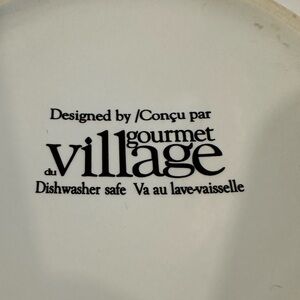 Designed by /Conçu par
gourmet
du village
Dishwasher safe Va au lave-vaisselle